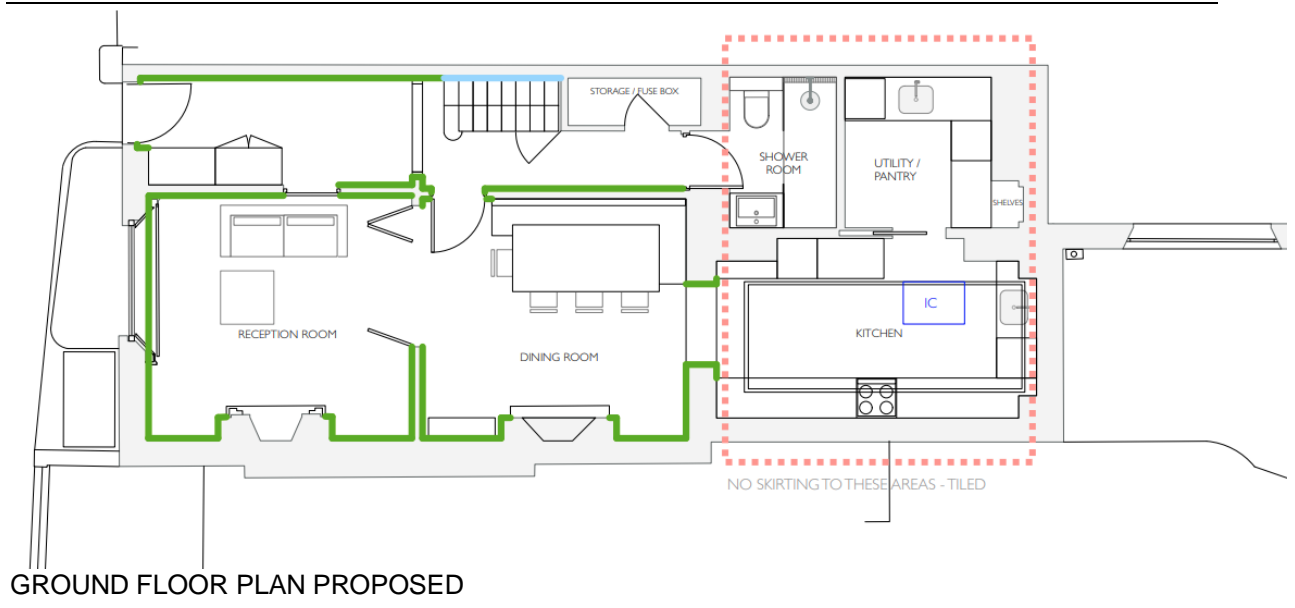 STORAGE / FUSE BOX
SHOWER
ROOM
UTILITY /
PANTRY
SHELVES
IC
RECEPTION ROOM
KITCHEN
DINING ROOM
NO SKIRTING TO THESE AREAS - TILED
GROUND FLOOR PLAN PROPOSED